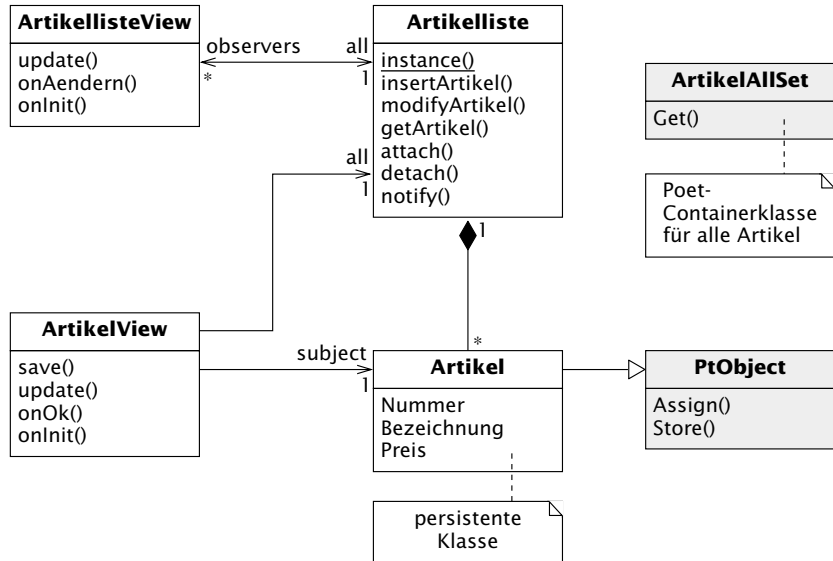 ArtikellisteView
update()
onAendern()
onInit()
observers
*
all
1
Artikelliste
instance()
insertArtikel()
modifyArtikel()
getArtikel()
attach()
detach()
notify()
ArtikelAllSet
Get()
Poet-
Containerklasse
für alle Artikel
all
1
1
*
ArtikelView
save()
update()
onOk()
onInit()
subject
1
Artikel
Nummer
Bezeichnung
Preis
persistente
Klasse
PtObject
Assign()
Store()